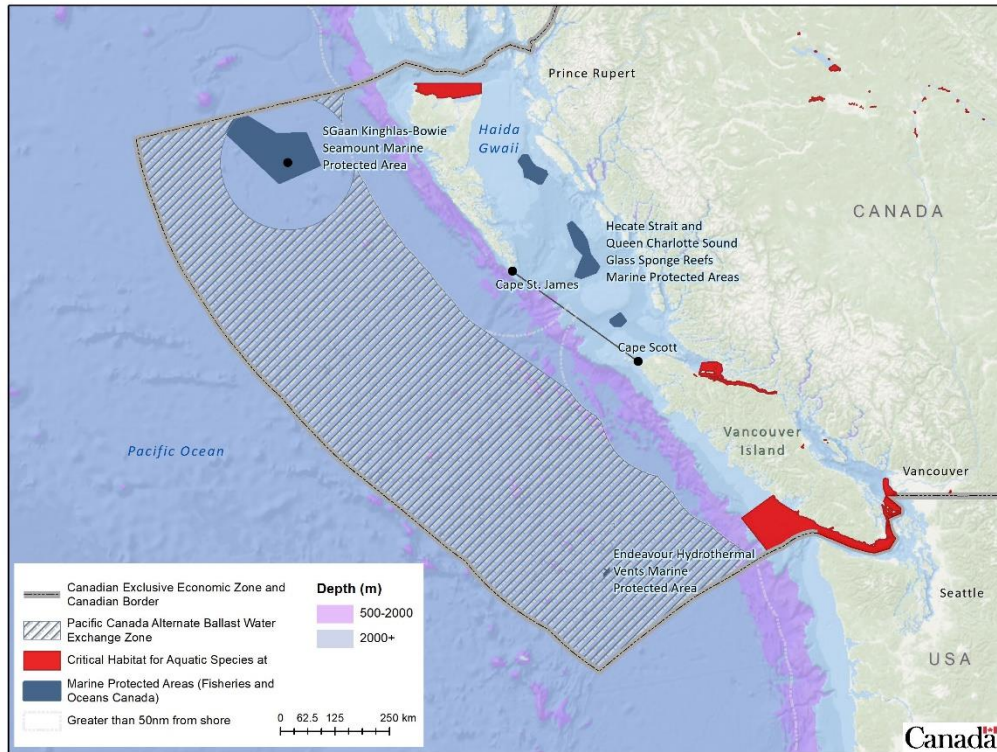 Prince Rupert
SGaan Kinghlas-Bowie
Seamount Marine
Protected Area
Haida
Gwaii
CANADA
Hecate Strait and
Queen Charlotte Sound
Glass Sponge Reefs
Marine Protected Areas
Cape St. James
Cape Scott
Vancouver
Island
Pacific Ocean
Vancouver
Endeavour Hydrothermal
Vents Marine
Protected Area
Seattle
USA
Canadian Exclusive Economic Zone and
Canadian Border
Pacific Canada Alternate Ballast Water
Exchange Zone
Critical Habitat for Aquatic Species at
Marine Protected Areas (Fisheries and
Oceans Canada)
Greater than 50nm from shore
Depth (m)
500-2000
2000+
0 62.5 125 250 km
Canada